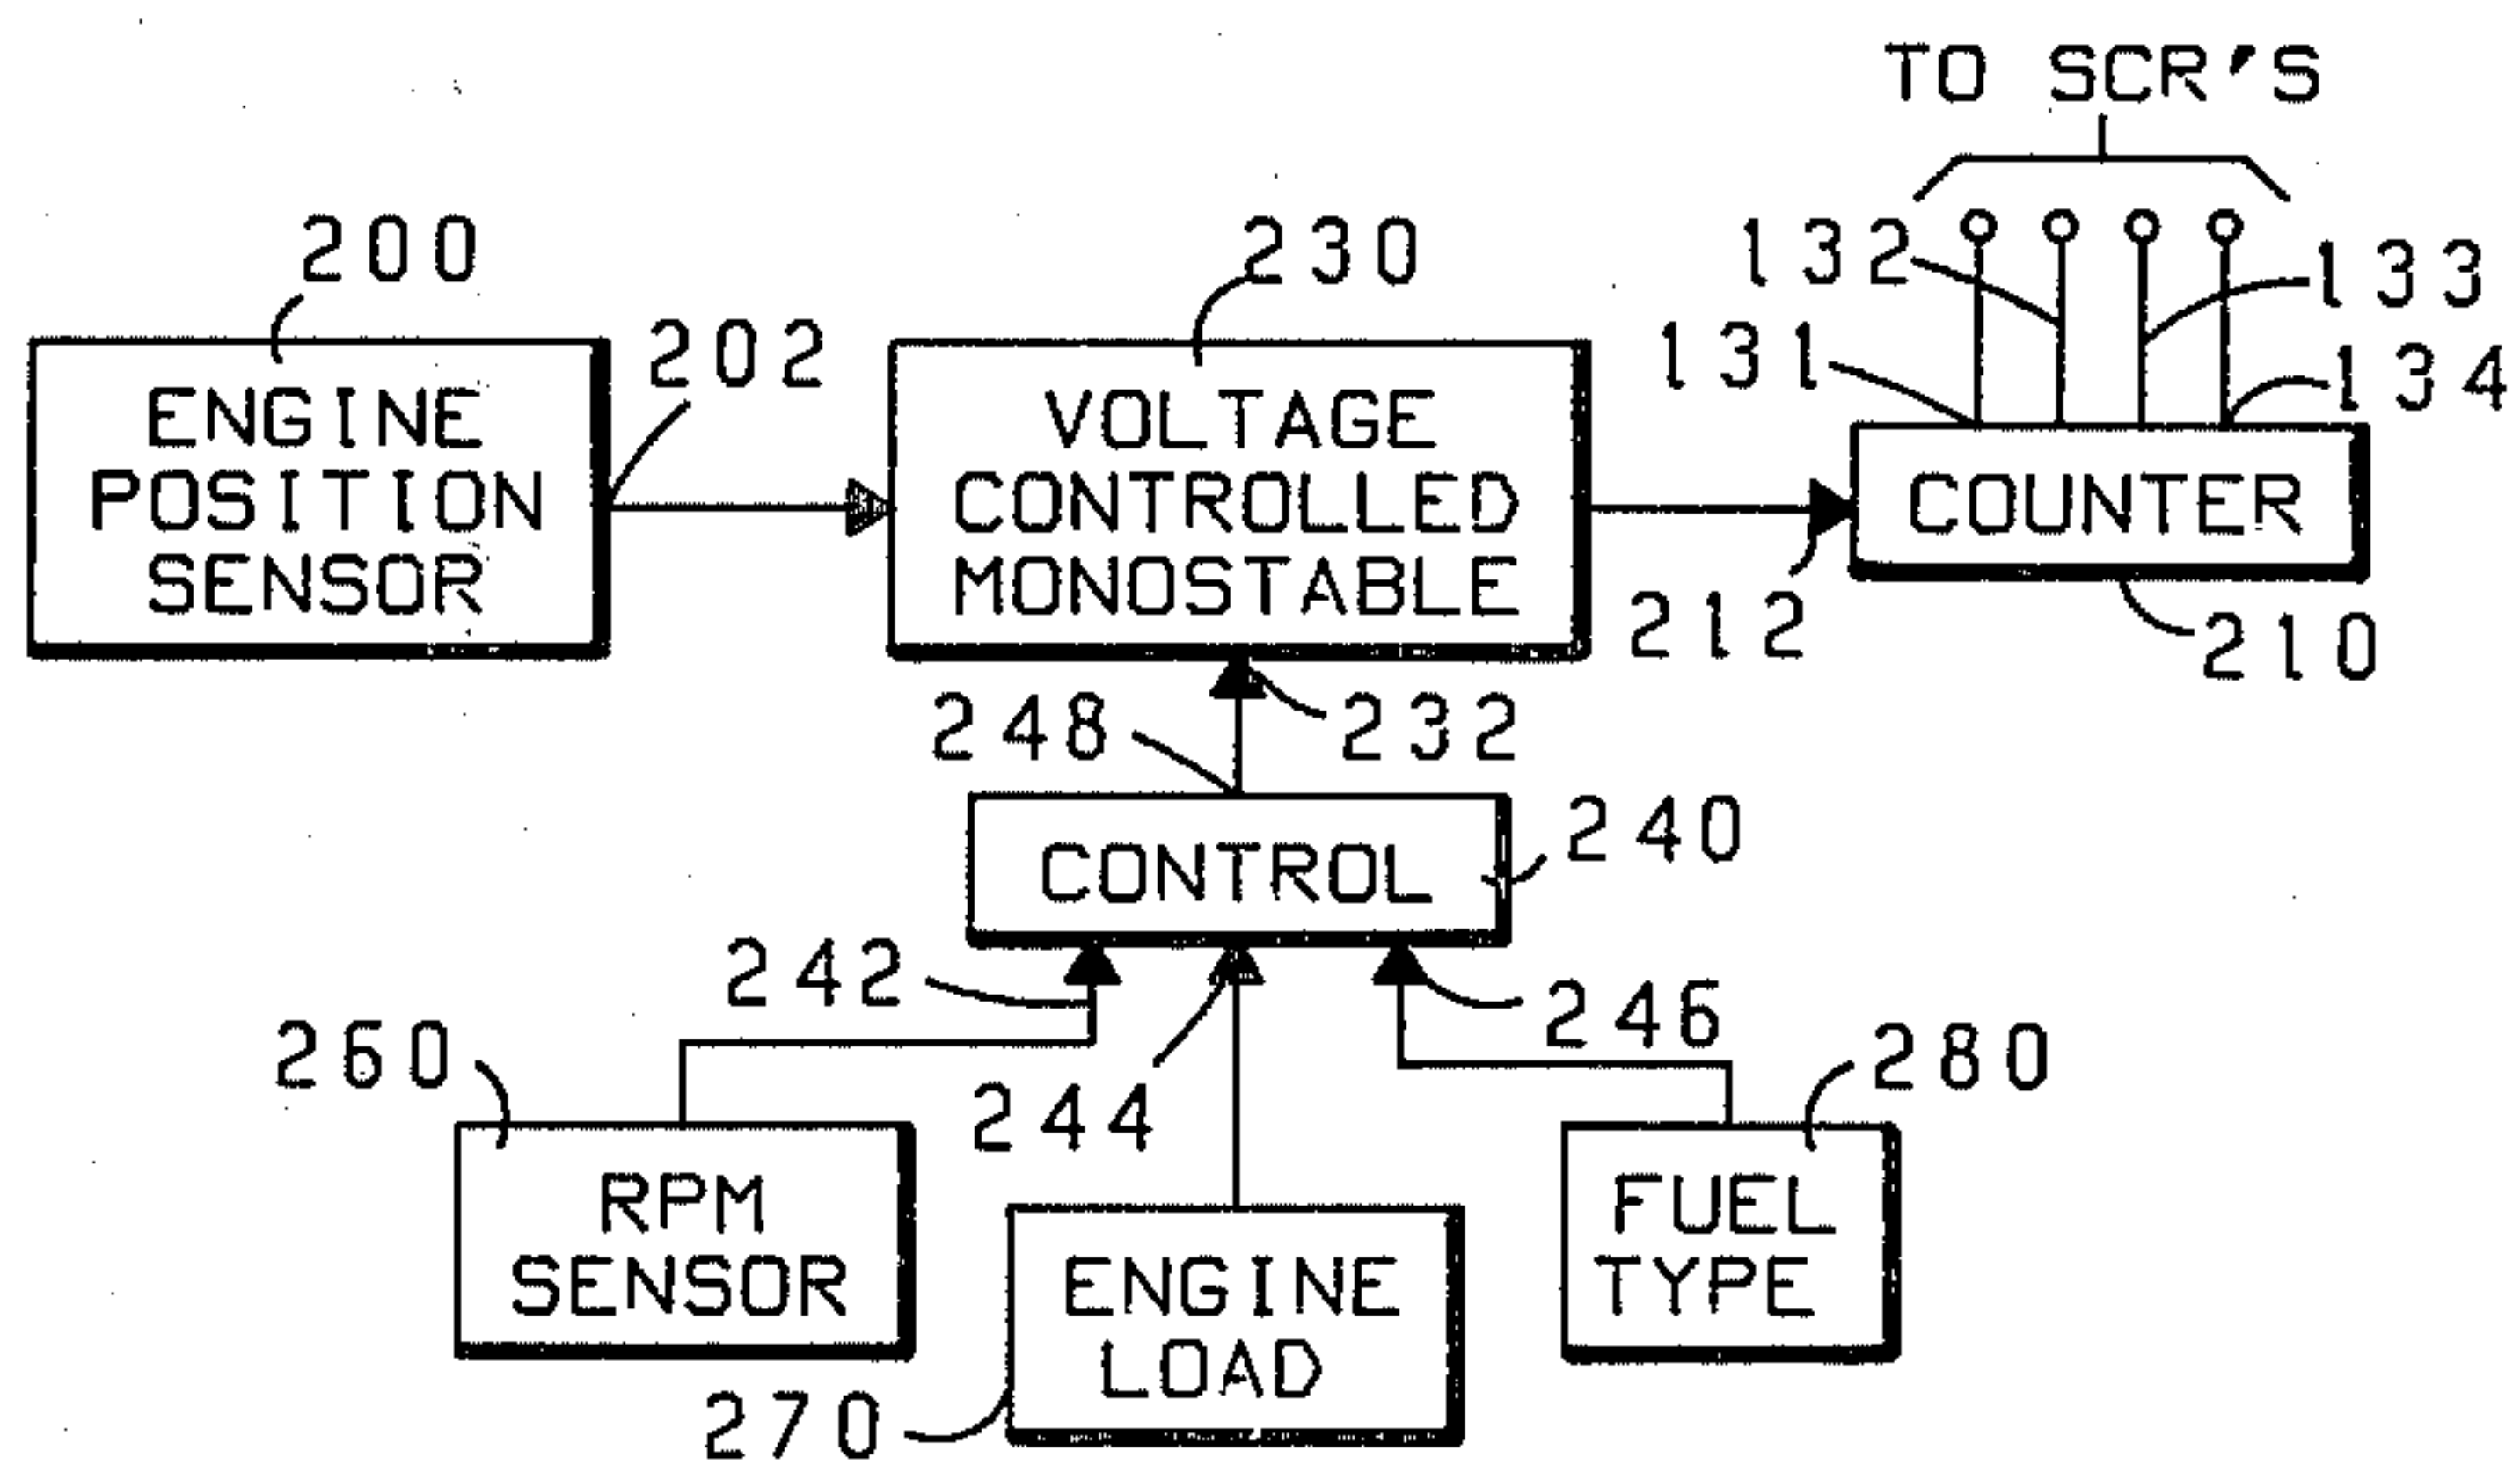 TO SCR'S
200
230
132
133
202
131
134
ENGINE
POSITION
SENSOR
VOLTAGE
CONTROLLED
MONOSTABLE
COUNTER
212
210
248
232
CONTROL
240
242
246
260
244
280
RPM
SENSOR
ENGINE
LOAD
FUEL
TYPE
270